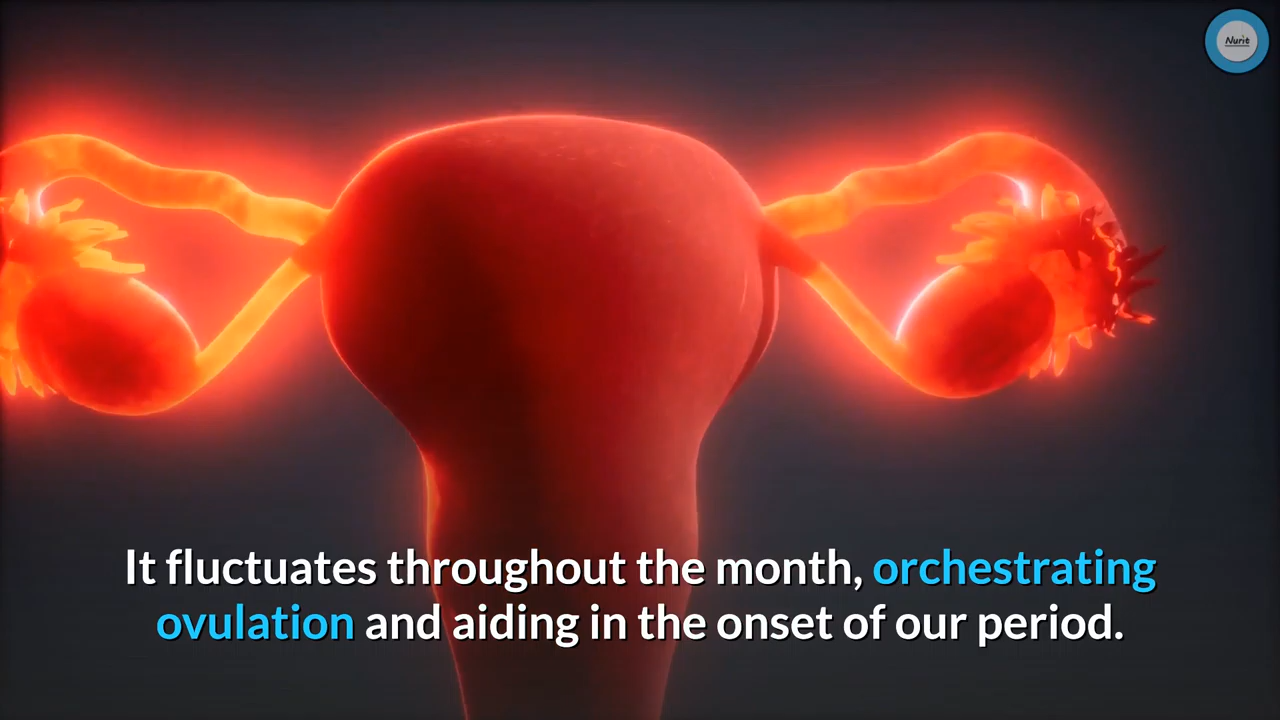 Nurit
It fluctuates throughout the month, orchestrating
ovulation and aiding in the onset of our period.